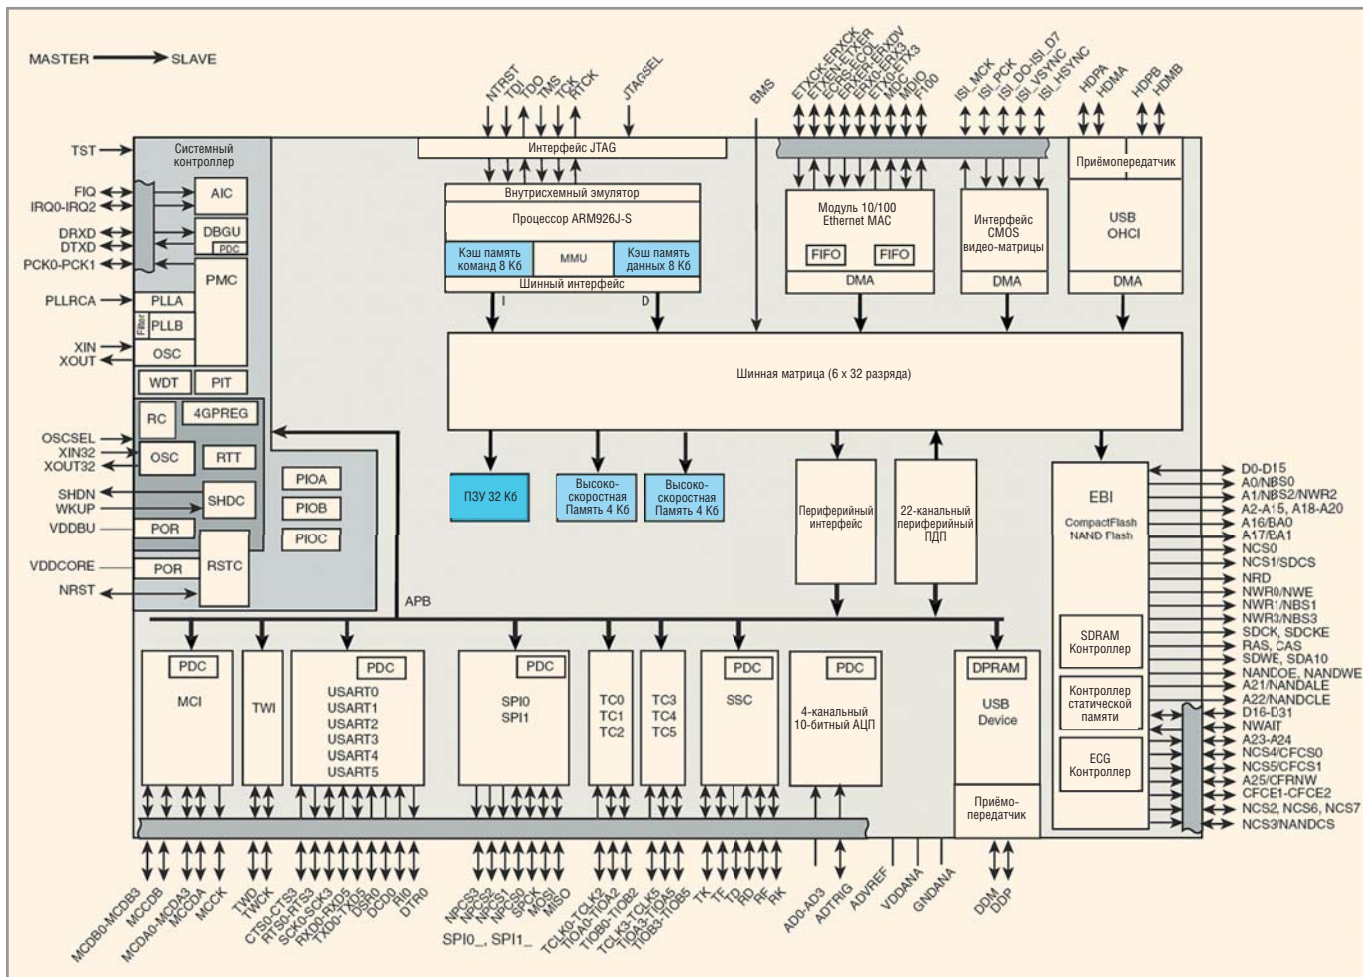 MASTER SLAVE
NTRST
TDI
TDO
TMS
TCK
RTCK
JTAGSEL
BMS
ETXCK-ERXCK
ETXEN-ETXER
ECRS-ECOL
ERXER-ERXDV
ERX0-ERX3
ETX0-ETX3
MDC
MDIO
F100
ISI_MCK
ISI_PCK
ISI_DO-ISI_D7
ISI_VSYNC
ISI_HSYNC
HDPA
HDMA
HDPB
HDMB
TST
FIQ
IRQ0-IRQ2
DRXD
DTXD
PCK0-PCK1
PLLRCA
XIN
XOUT
OSCSEL
XIN32
XOUT32
SHDN
WKUP
VDDBU
VDDCORE
NRST
Системный
контроллер
AIC
DBGU
PDC
PMC
PLLA
Filter
PLLB
OSC
WDT
PIT
RC
4GPREG
OSC
RTT
SHDC
POR
POR
RSTC
PIOA
PIOB
PIOC
Интерфейс JTAG
Внутрисхемный эмулятор
Процессор ARM926J-S
Кэш память
команд 8 Кб
MMU
Кэш память
данных 8 Кб
Шинный интерфейс
I
D
Модуль 10/100
Ethernet MAC
FIFO
FIFO
DMA
Интерфейс
CMOS
видео-матрицы
DMA
Приёмопередатчик
USB
OHCI
DMA
Шинная матрица (6 x 32 разряда)
ПЗУ 32 Кб
Высоко-
скоростная
Память 4 Кб
Высоко-
скоростная
Память 4 Кб
Периферийный
интерфейс
22-канальный
периферийный
ПДП
EBI
CompactFlash
NAND Flash
SDRAM
Контроллер
Контроллер
статической
памяти
ECG
Контроллер
D0-D15
A0/NBS0
A1/NBS2/NWR2
A2-A15, A18-A20
A16/BA0
A17/BA1
NCS0
NCS1/SDCS
NRD
NWR0/NWE
NWR1/NBS1
NWR3/NBS3
SDCK, SDCKE
RAS, CAS
SDWE, SDA10
NANDOE, NANDWE
A21/NANDALE
A22/NANDCLE
D16-D31
NWAIT
A23-A24
NCS4/CFCS0
NCS5/CFCS1
A25/CFRNW
CFCE1-CFCE2
NCS2, NCS6, NCS7
NCS3/NANDCS
APB
PDC
MCI
TWI
PDC
USART0
USART1
USART2
USART3
USART4
USART5
PDC
SPI0
SPI1
TC0
TC1
TC2
TC3
TC4
TC5
PDC
SSC
PDC
4-канальный
10-битный АЦП
DPRAM
USB
Device
Приёмо-
передатчик
MCDB0-MCDB3
MCCDB
MCDA0-MCDA3
MCCDA
MCCK
TWD
TWCK
CTS0-CTS3
RTS0-RTS3
SCK0-SCK3
RXD0-RXD5
TXD0-TXD5
DSR0
DCD0
RI0
DTR0
NPCS3
NPCS2
NPCS1
NPCS0
SPCK
MOSI
MISO
SPI0_, SPI1_
TCLK0-TCLK2
TIOA0-TIOA2
TIOB0-TIOB2
TCLK3-TCLK5
TIOA3-TIOA5
TIOB3-TIOB5
TK
TF
TD
RD
RF
RK
AD0-AD3
ADTRIG
ADVREF
VDDANA
GNDANA
DDM
DDP